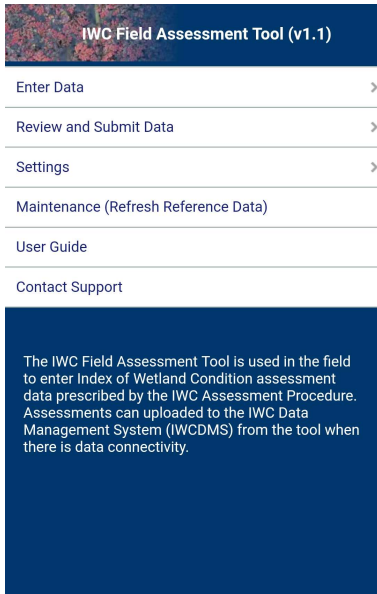 IWC Field Assessment Tool (v1.1)
Enter Data
Review and Submit Data
Settings
Maintenance (Refresh Reference Data)
User Guide
Contact Support
The IWC Field Assessment Tool is used in the field
to enter Index of Wetland Condition assessment
data prescribed by the IWC Assessment Procedure.
Assessments can uploaded to the IWC Data
Management System (IWCDMS) from the tool when
there is data connectivity.